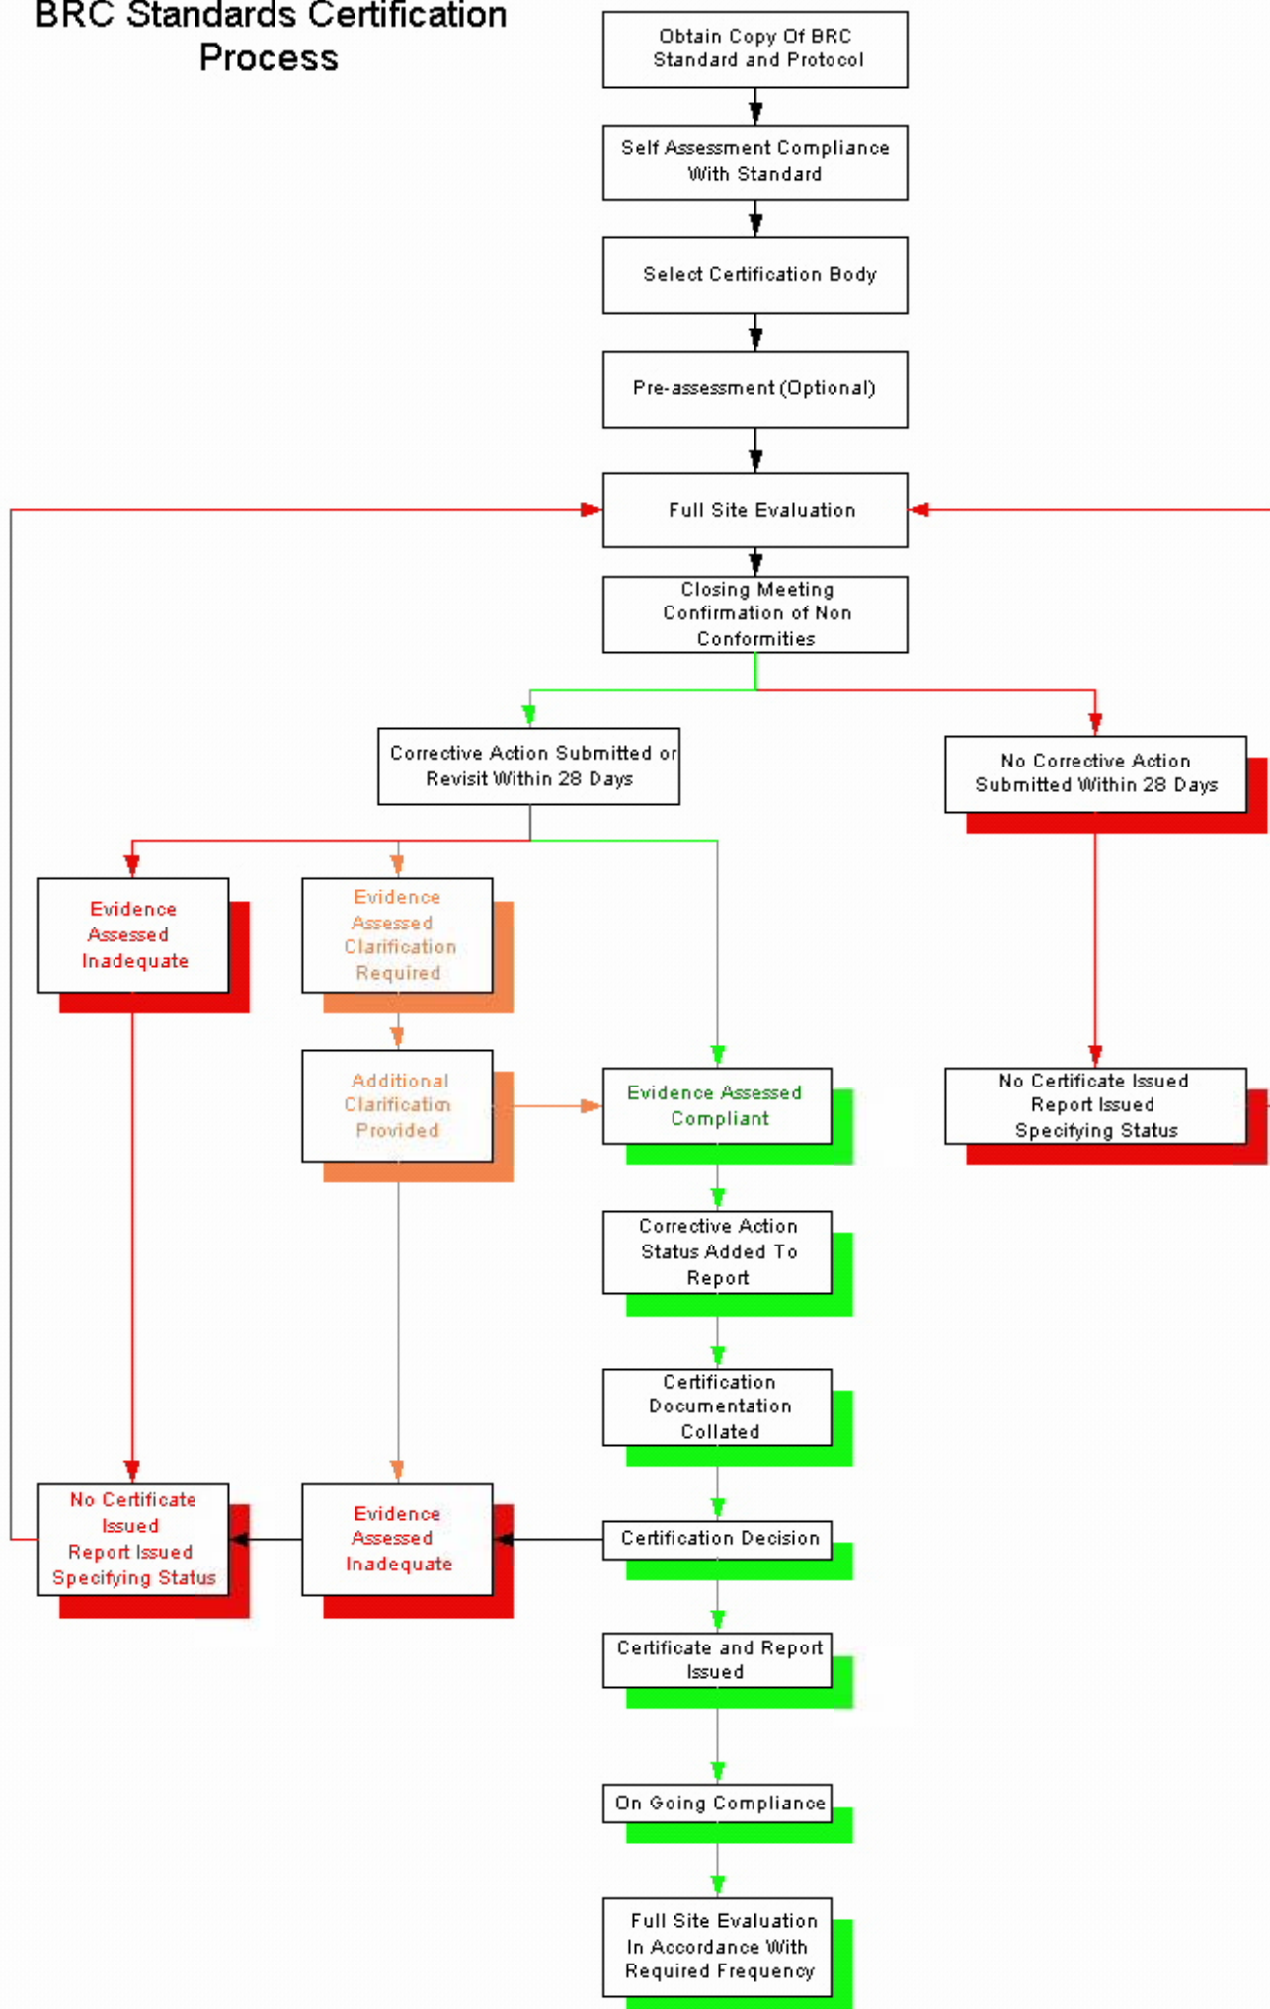 BRC Standards Certification
Process
Obtain Copy Of BRC
Standard and Protocol
Self Assessment Compliance
With Standard
Select Certification Body
Pre-assessment (Optional)
Full Site Evaluation
Closing Meeting
Confirmation of Non
Conformities
Corrective Action Submitted or
Revisit Within 28 Days
No Corrective Action
Submitted Within 28 Days
Evidence
Assessed
Inadequate
Evidence
Assessed
Clarification
Required
Additional
Clarification
Provided
Evidence Assessed
Compliant
No Certificate Issued
Report Issued
Specifying Status
Corrective Action
Status Added To
Report
Certification
Documentation
Collated
No Certificate
Issued
Report Issued
Specifying Status
Evidence
Assessed
Inadequate
Certification Decision
Certificate and Report
Issued
On Going Compliance
Full Site Evaluation
In Accordance With
Required Frequency